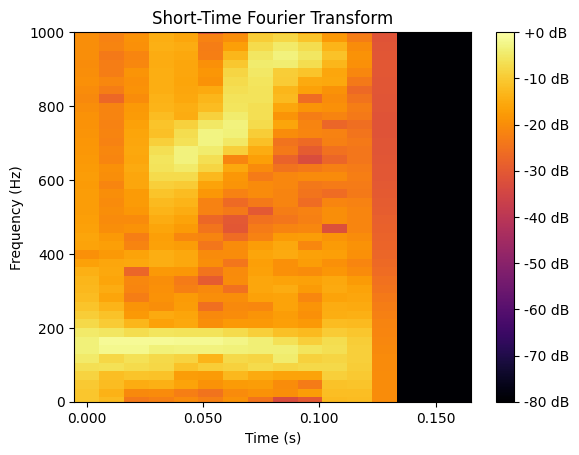 Short-Time Fourier Transform
1000
800
600
400
200
0
Frequency (Hz)
0.000
0.050
0.100
0.150
Time (s)
+0 dB
-10 dB
-20 dB
-30 dB
-40 dB
-50 dB
-60 dB
-70 dB
-80 dB